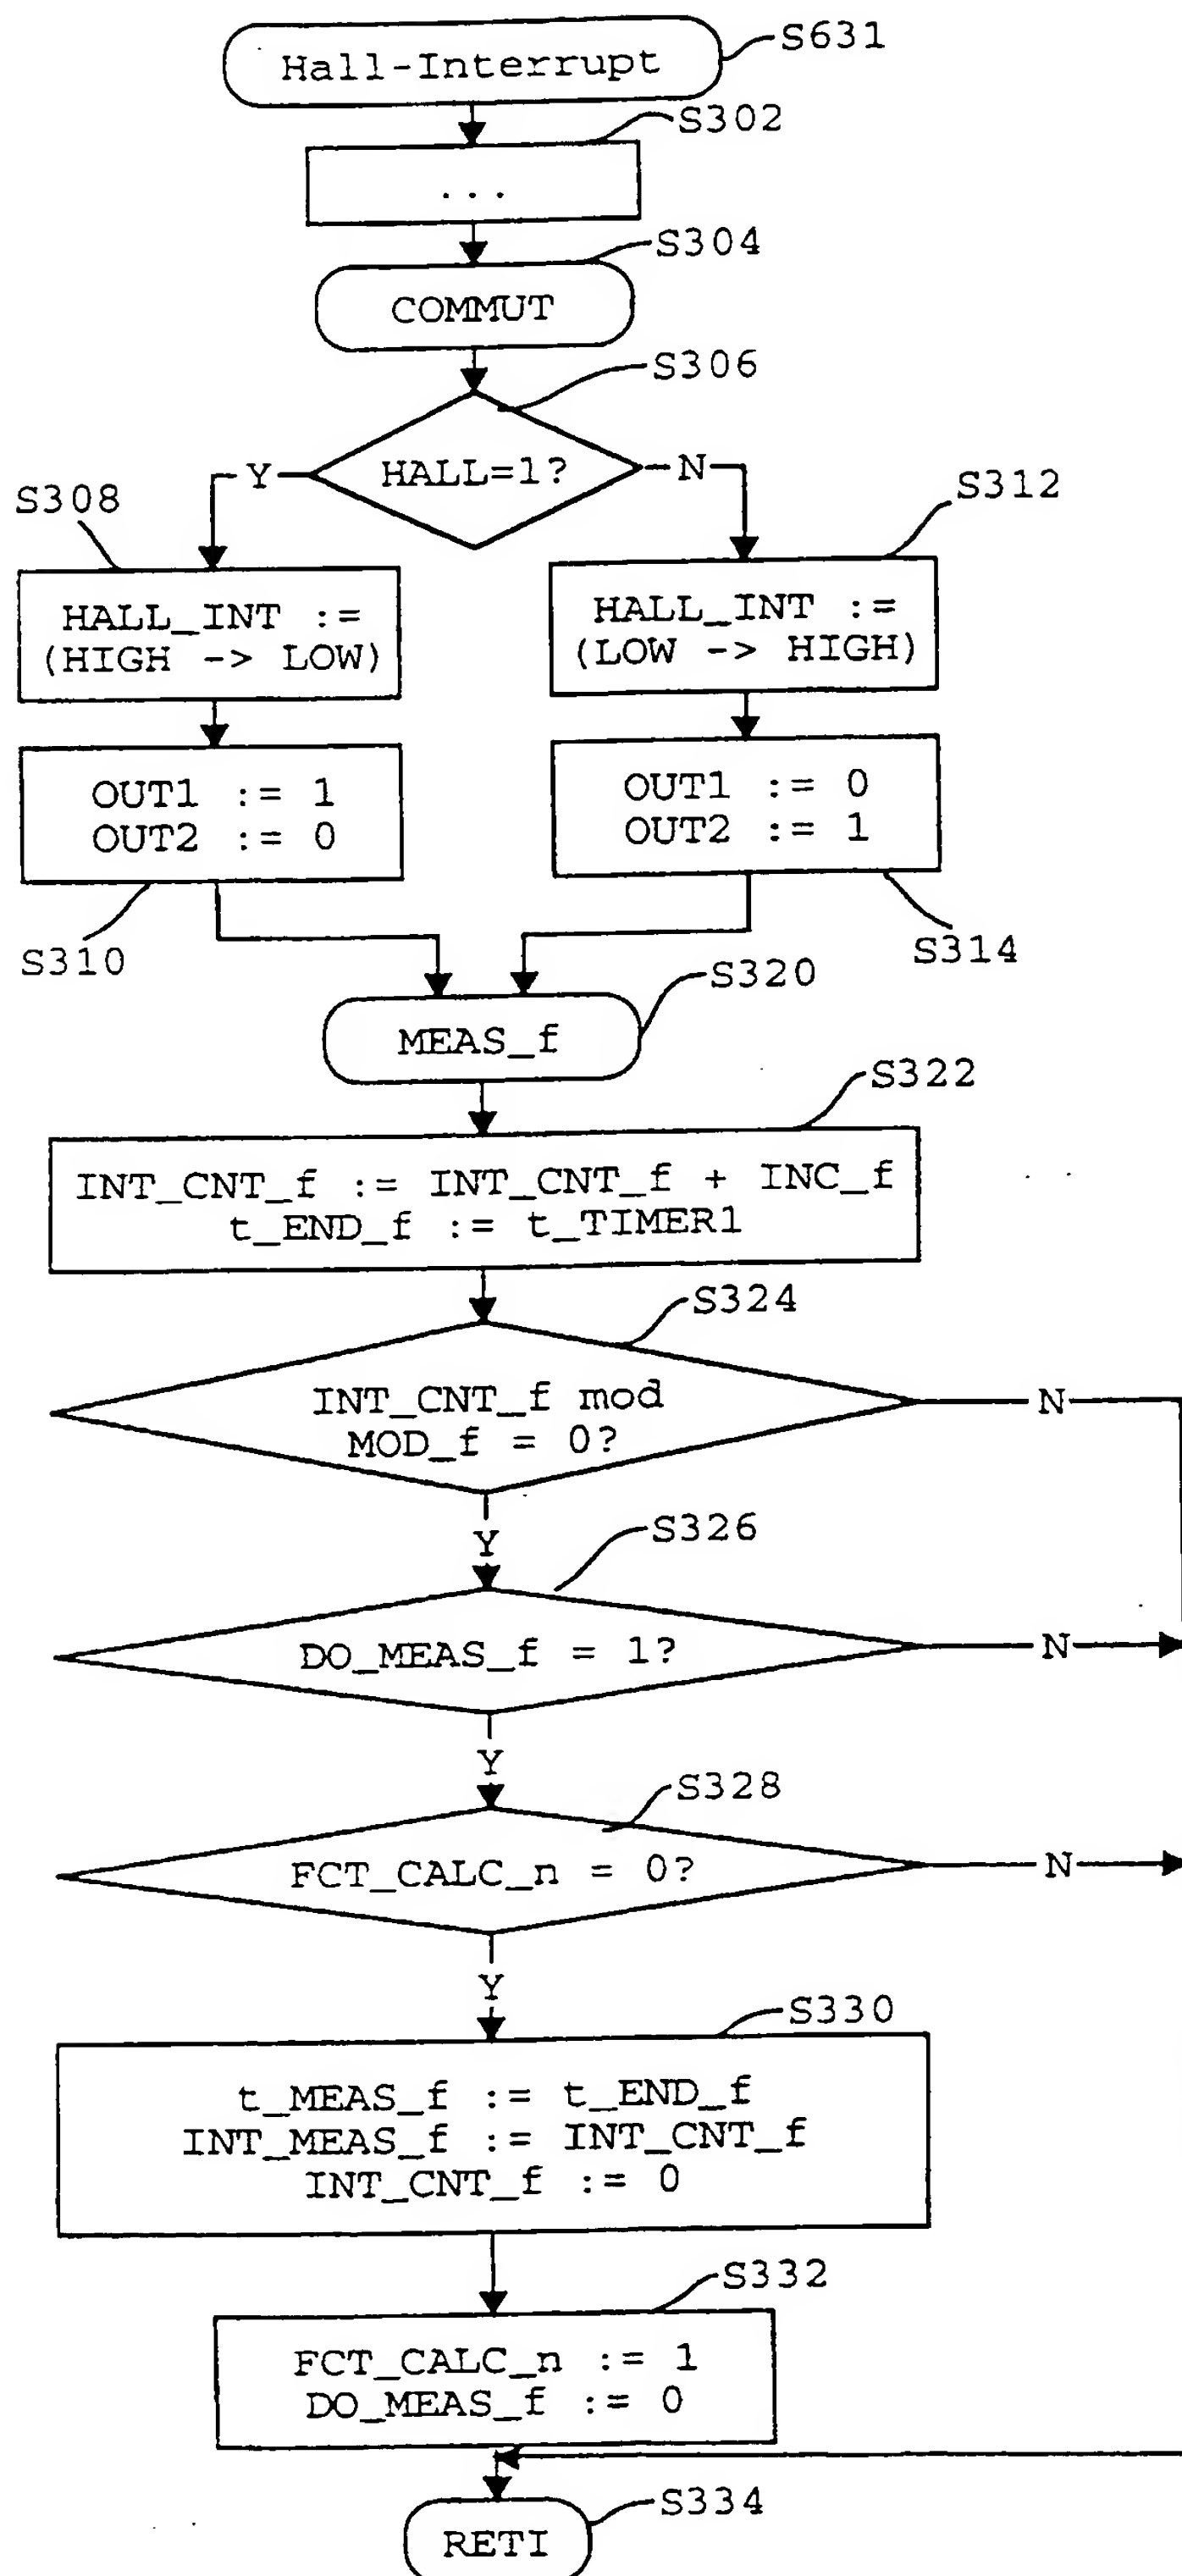 Hall-Interrupt
S631
S302
...
S304
COMMUT
S306
HALL=1?
Y
N
S308
S312
HALL_INT :=
(HIGH -> LOW)
HALL_INT :=
(LOW -> HIGH)
OUT1 := 1
OUT2 := 0
OUT1 := 0
OUT2 := 1
S310
S314
S320
MEAS_f
S322
INT_CNT_f := INT_CNT_f + INC_f
t_END_f := t_TIMER1
S324
INT_CNT_f mod
MOD_f = 0?
N
Y
S326
DO_MEAS_f = 1?
N
Y
S328
FCT_CALC_n = 0?
N
Y
S330
t_MEAS_f := t_END_f
INT_MEAS_f := INT_CNT_f
INT_CNT_f := 0
S332
FCT_CALC_n := 1
DO_MEAS_f := 0
S334
RETI